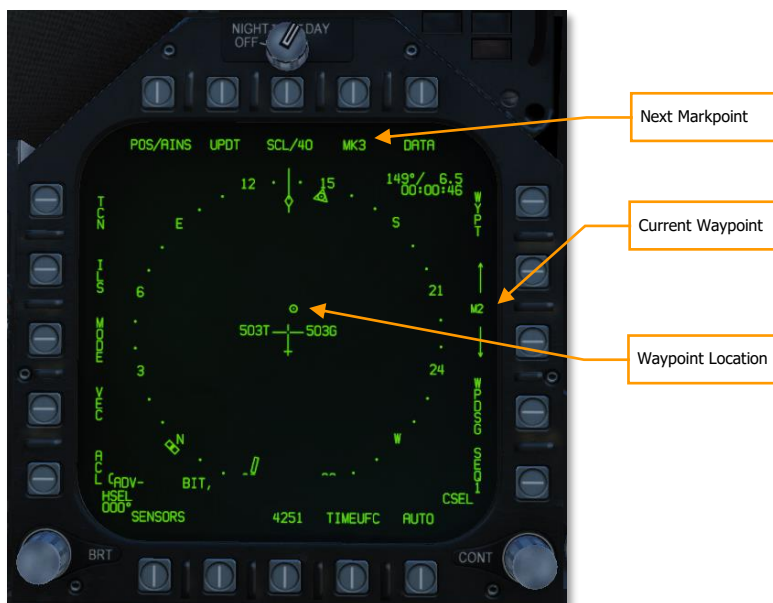 NIGHT DAY
OFF
POS/AINS UPDT SCL/40 MK3 DATA
Next Markpoint
149°/ 6.5
00:00:46
12 15
TCN
WYPT
E S
Current Waypoint
ILS
6 21
M2
503T 503G
Waypoint Location
MODE
3 24
VEC
WPDSG
N W
ACL
SEQ1
ADV- BIT,
HSEL
000°
CSEL
SENSORS 4251 TIMEUFC AUTO
BRT CONT